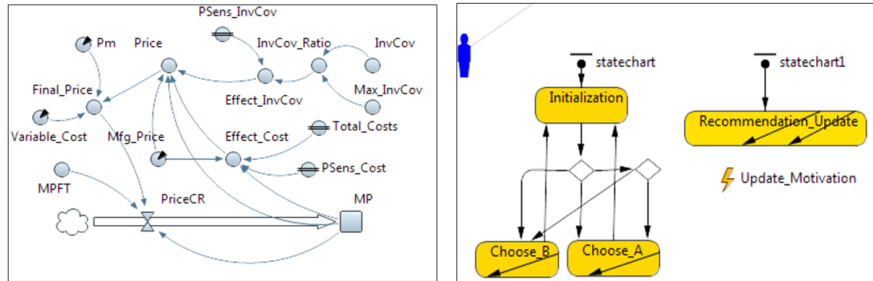 PSens_InvCov
Pm
Price
InvCov_Ratio
InvCov
Final_Price
Effect_InvCov
Max_InvCov
Variable_Cost
Mfg_Price
Effect_Cost
Total_Costs
MPFT
PSens_Cost
PriceCR
MP
statechart
statechart1
Initialization
Recommendation_Update
Update_Motivation
Choose_B
Choose_A